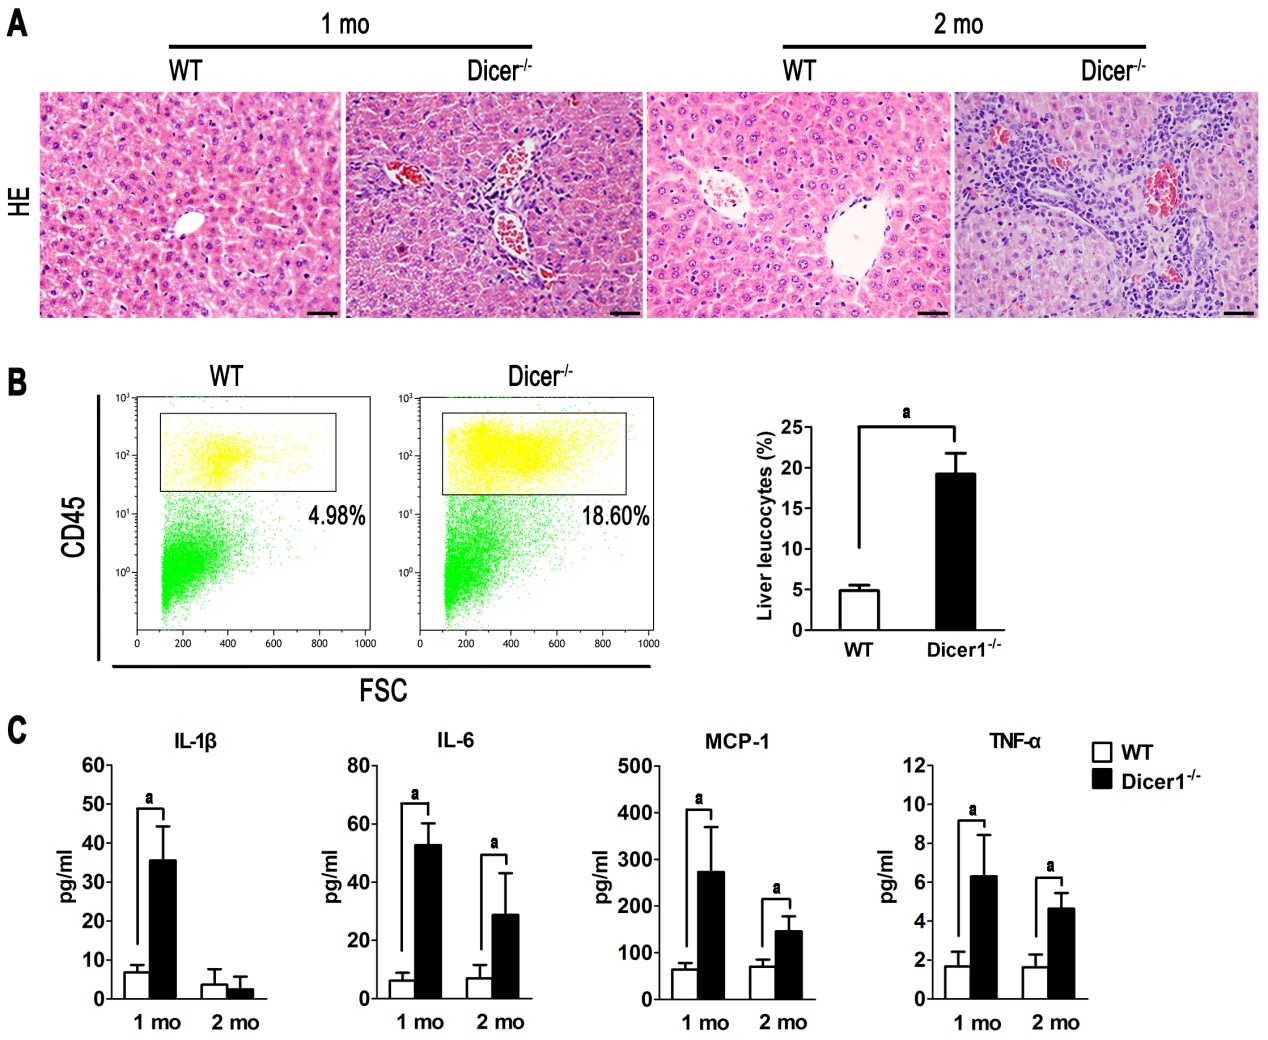 A
1 mo
2 mo
WT
Dicer-/-
WT
Dicer-/-
HE
B
WT
Dicer-/-
CD45
10³
10²
10¹
10⁰
4.98%
0 200 400 600 800 1000
10³
10²
10¹
10⁰
18.60%
0 200 400 600 800 1000
FSC
Liver leucocytes (%)
25
20
15
10
5
0
a
WT
Dicer1-/-
C
IL-1β
pg/ml
60
50
40
30
20
10
0
a
1 mo 2 mo
IL-6
pg/ml
80
60
40
20
0
a
a
1 mo 2 mo
MCP-1
pg/ml
500
400
300
200
100
0
a
a
1 mo 2 mo
TNF-α
pg/ml
12
10
8
6
4
2
0
a
a
1 mo 2 mo
WT
Dicer1-/-